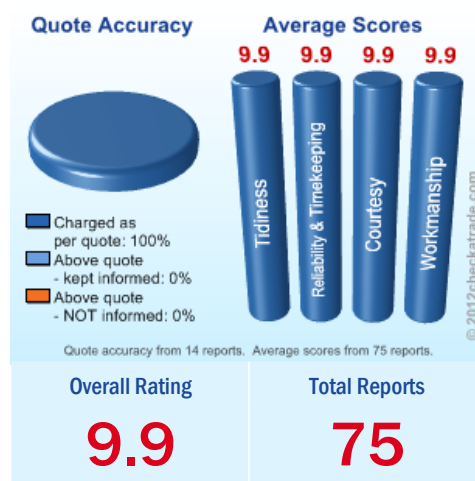 Quote Accuracy
Average Scores
9.9 9.9 9.9 9.9
Tidiness
Reliability & Timekeeping
Courtesy
Workmanship
Charged as
per quote: 100%
Above quote
- kept informed: 0%
Above quote
- NOT informed: 0%
© 2012checkatrade.com
Quote accuracy from 14 reports. Average scores from 75 reports.
Overall Rating
9.9
Total Reports
75